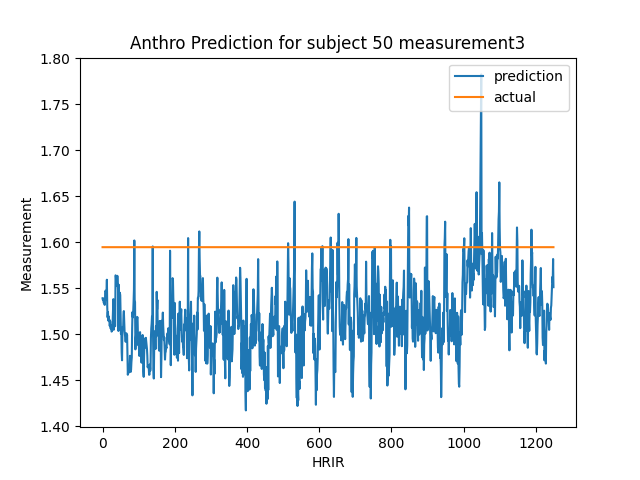 Anthro Prediction for subject 50 measurement3
prediction
actual
1.80
1.75
1.70
1.65
1.60
1.55
1.50
1.45
1.40
Measurement
0 200 400 600 800 1000 1200
HRIR